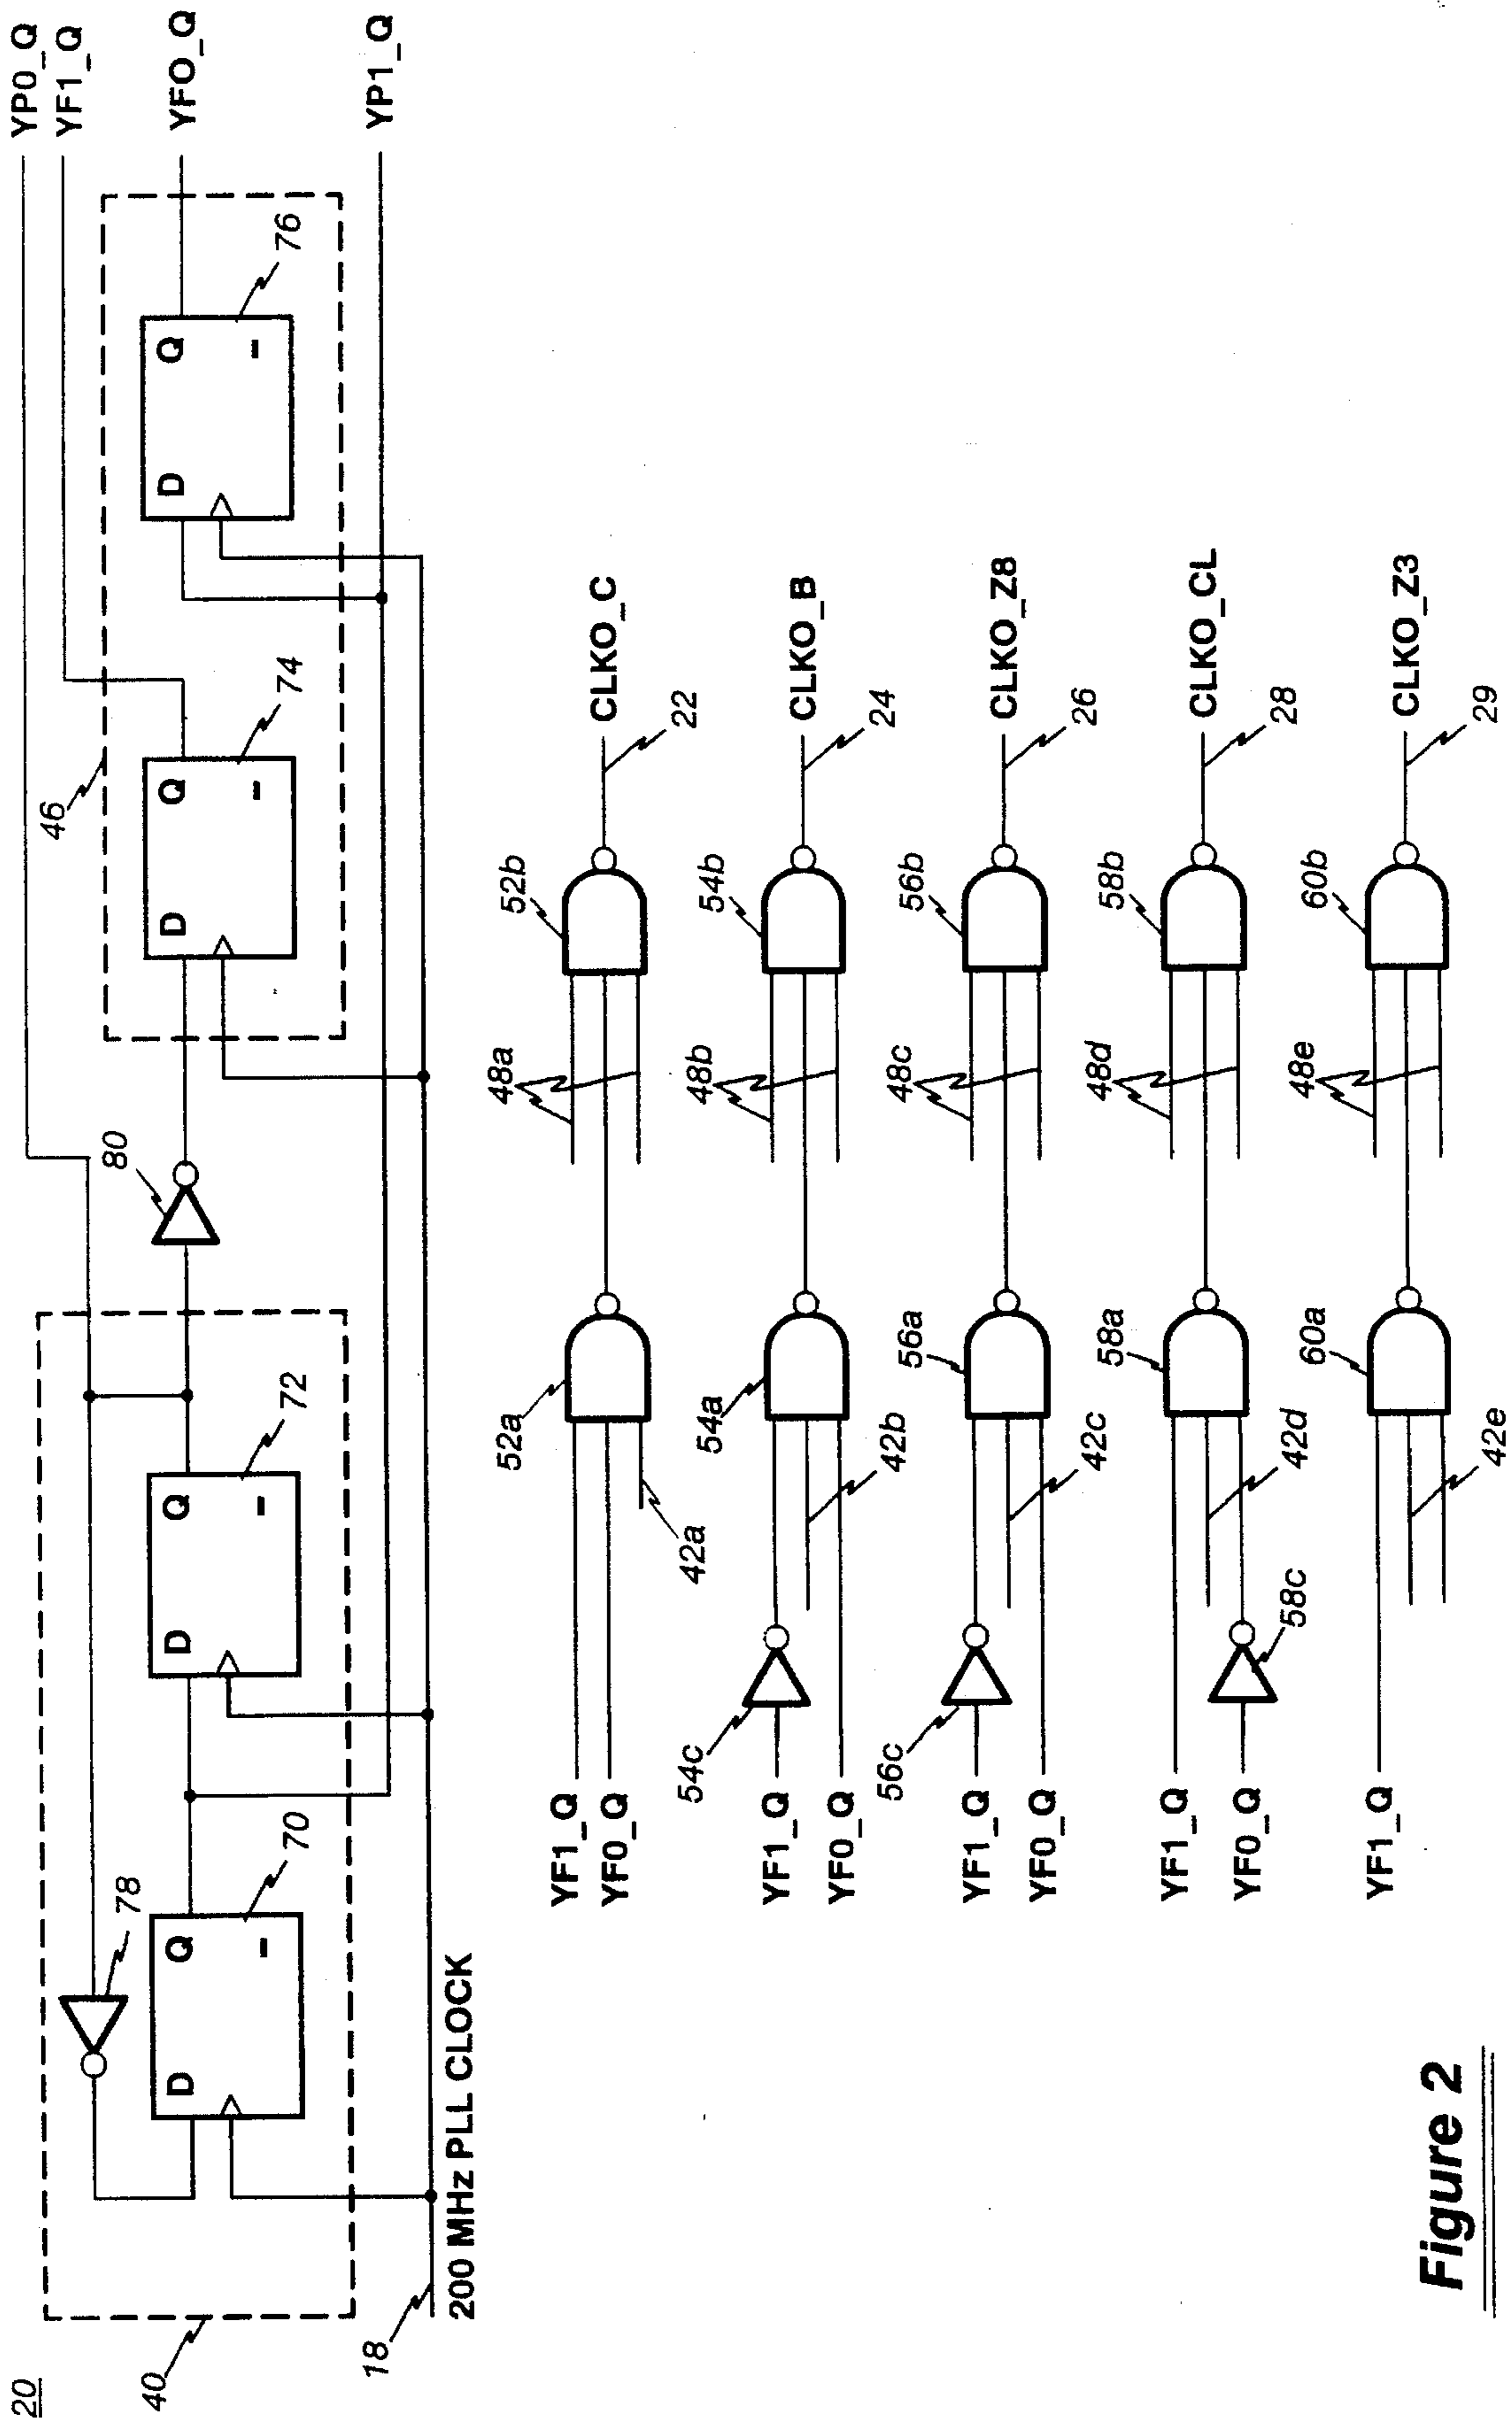 20
YP0_Q
YF1_Q
YFO_Q
YP1_Q
46
40
78
80
D Q
70
D Q
72
D Q
74
D Q
76
18
200 MHz PLL CLOCK
YF1_Q
YF0_Q
42a
52a
48a
52b
CLKO_C
22
YF1_Q
YF0_Q
54c
42b
54a
48b
54b
CLKO_B
24
YF1_Q
YF0_Q
56c
42c
56a
48c
56b
CLKO_Z8
26
YF1_Q
YF0_Q
58c
42d
58a
48d
58b
CLKO_CL
28
YF1_Q
42e
60a
48e
60b
CLKO_Z3
29
Figure 2